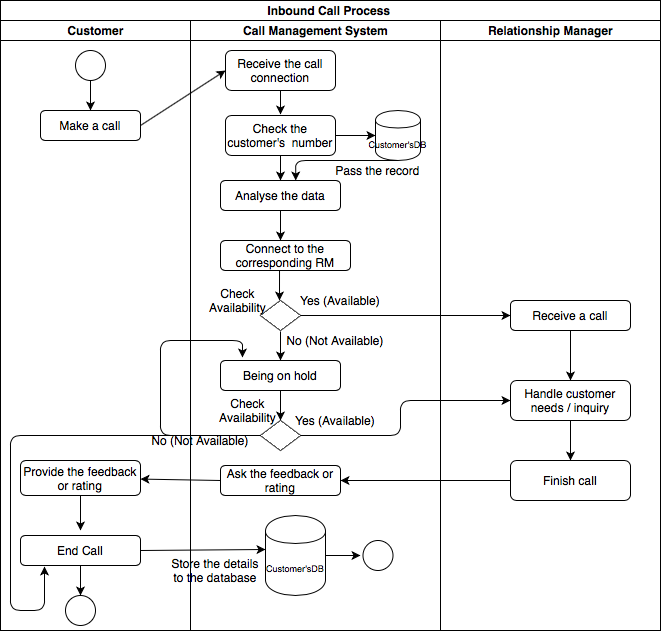 Inbound Call Process
Customer
Call Management System
Relationship Manager
Receive the call
connection
Make a call
Check the
customer's number
Customer'sDB
Pass the record
Analyse the data
Connect to the
corresponding RM
Check
Availability
Yes (Available)
Receive a call
No (Not Available)
Being on hold
Handle customer
needs / inquiry
Check
Availability
Yes (Available)
No (Not Available)
Provide the feedback
or rating
Ask the feedback or
rating
Finish call
End Call
Store the details
to the database
Customer'sDB